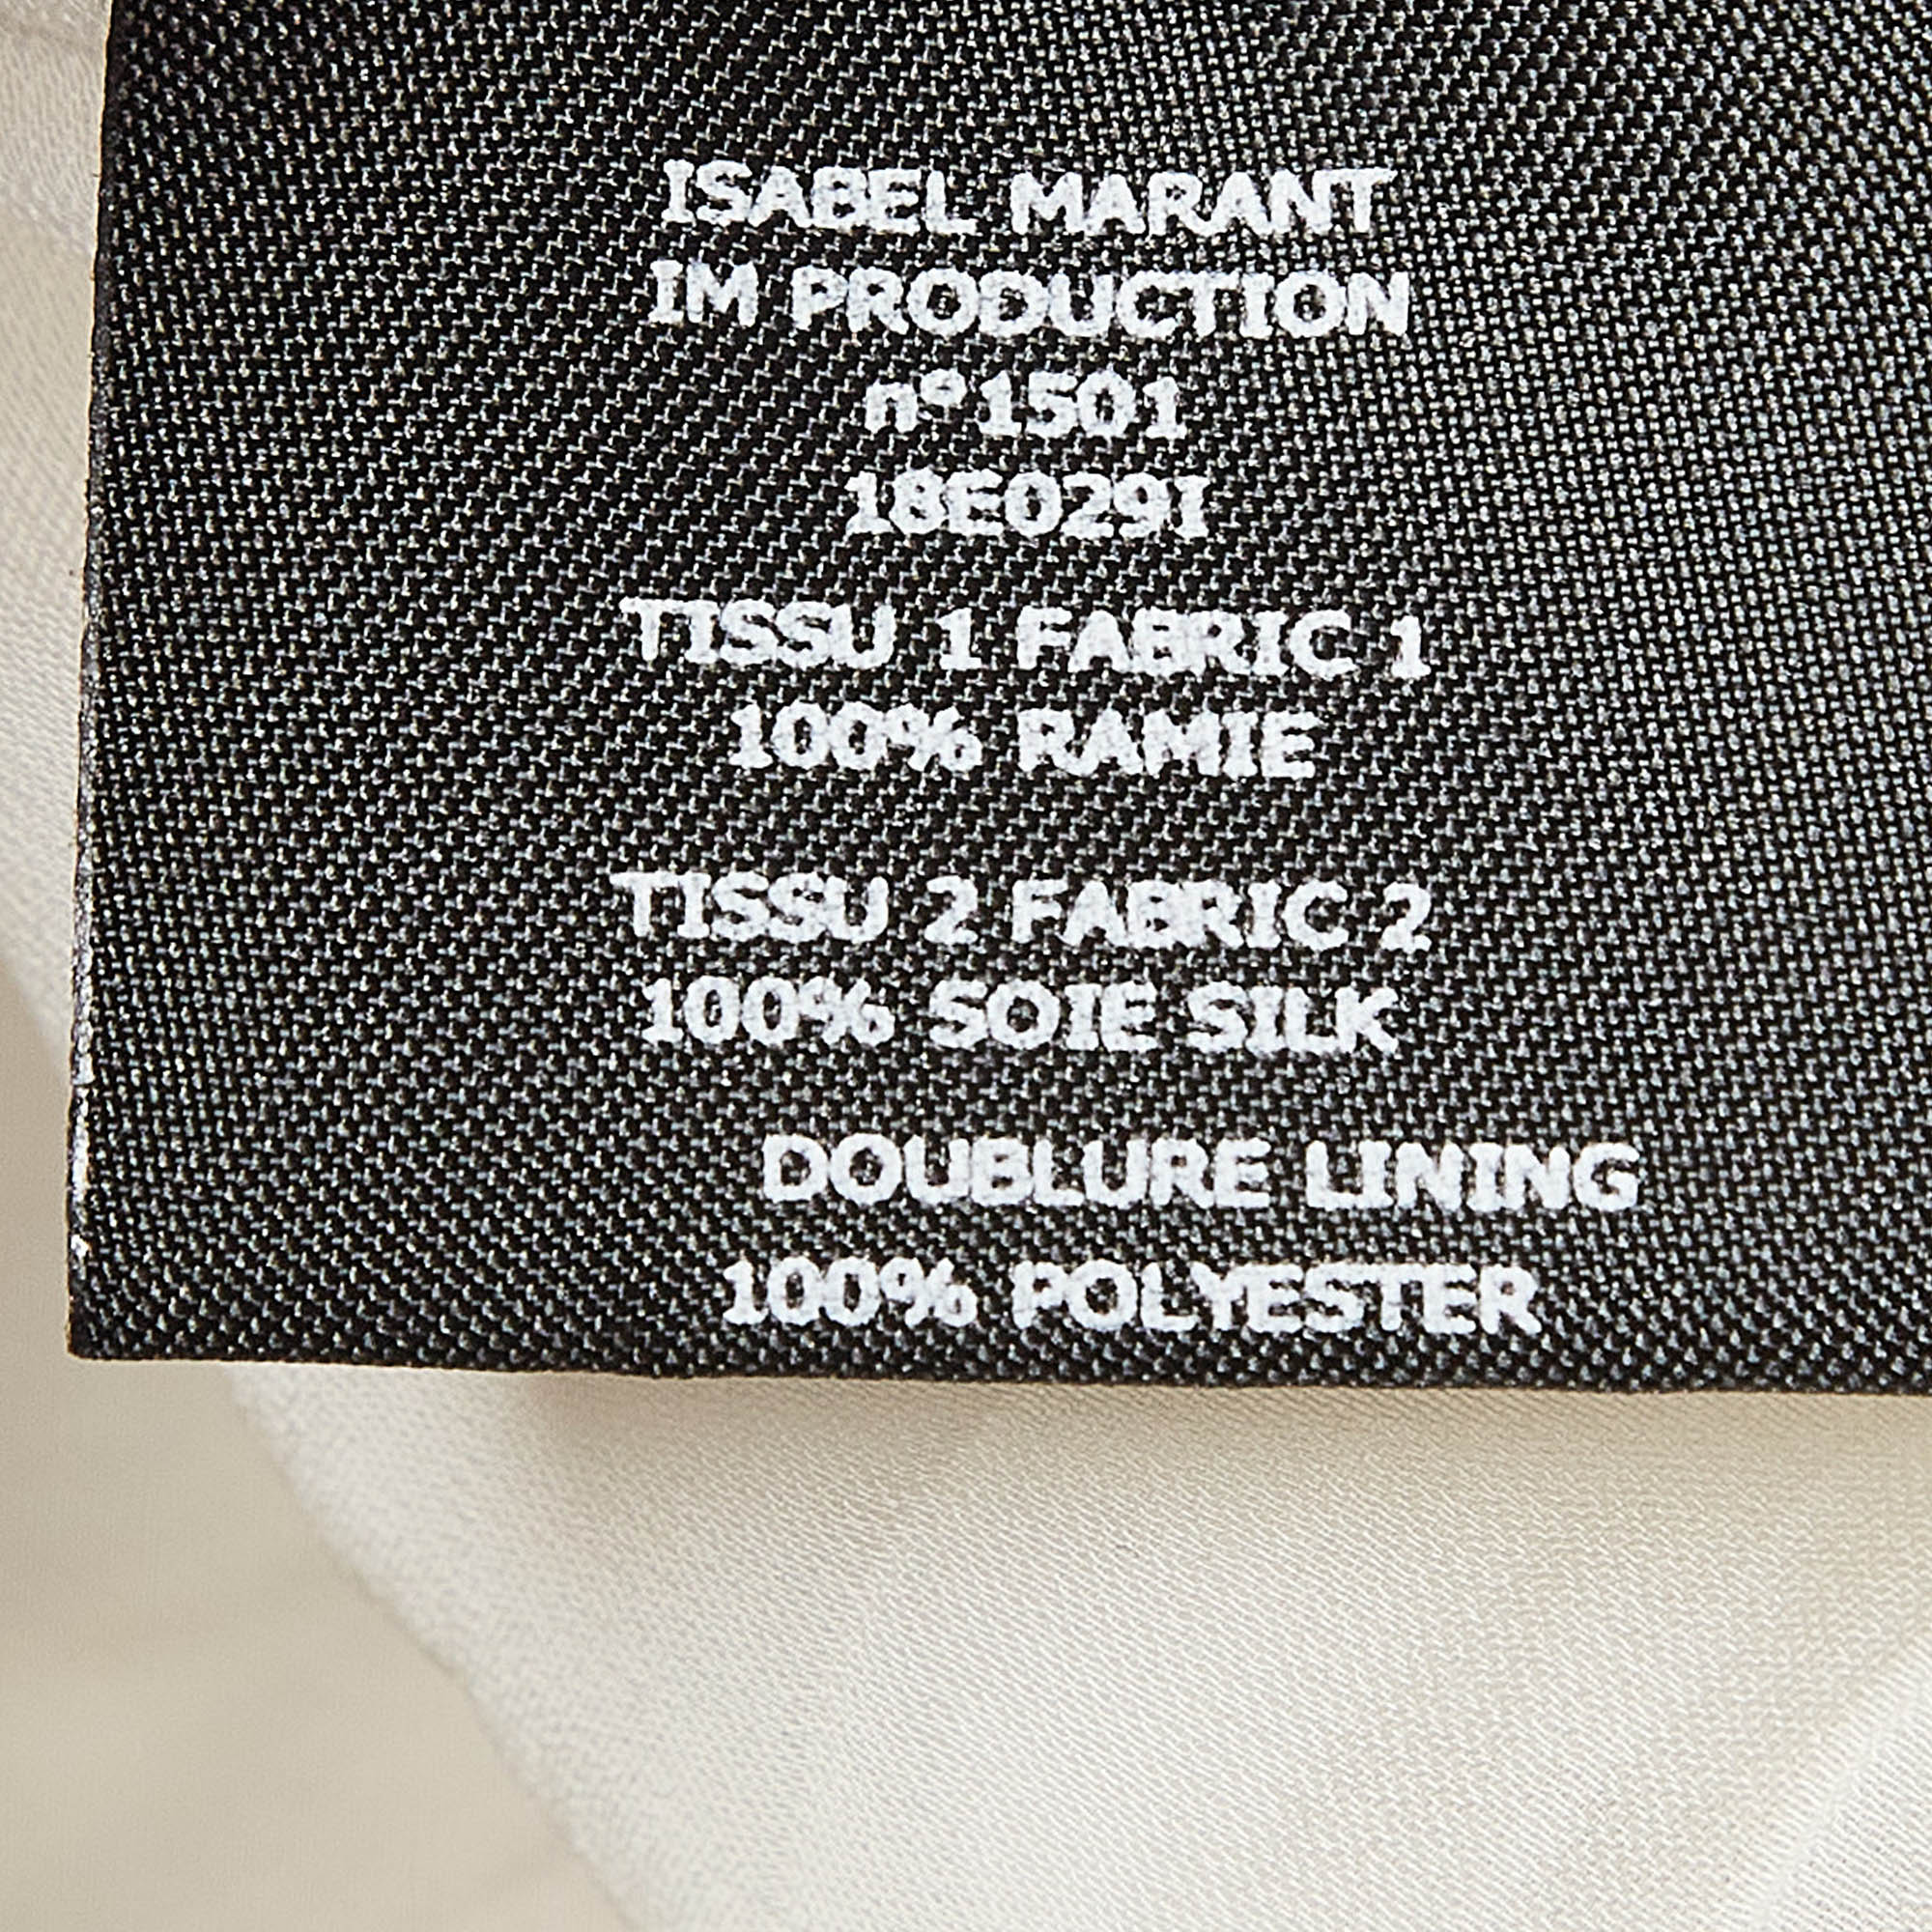 ISABEL MARANT
IM PRODUCTION
n°1501
18E029I
TISSU 1 FABRIC 1
100% RAMIE
TISSU 2 FABRIC 2
100% SOIE SILK
DOUBLURE LINING
100% POLYESTER